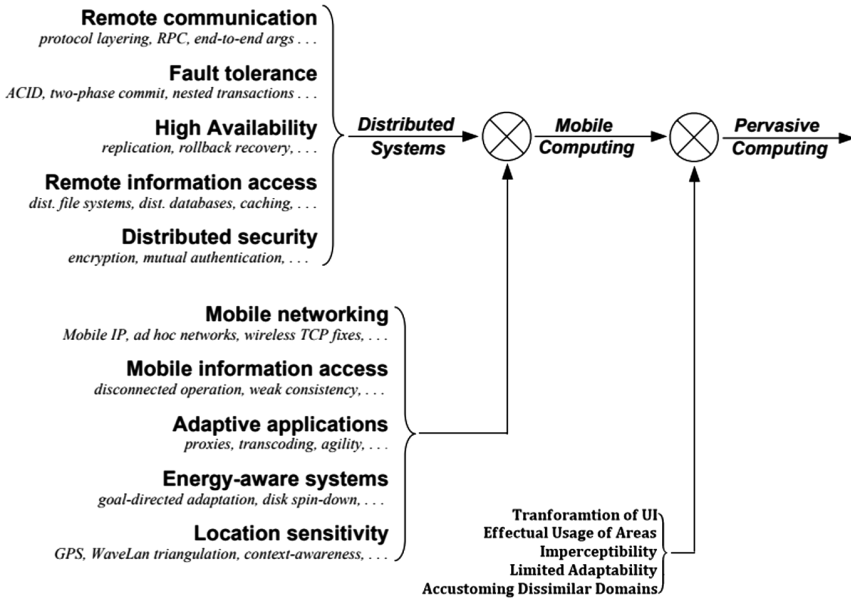 Remote communication
protocol layering, RPC, end-to-end args . . .
Fault tolerance
ACID, two-phase commit, nested transactions . . .
High Availability
replication, rollback recovery, . . .
Remote information access
dist. file systems, dist. databases, caching, . . .
Distributed security
encryption, mutual authentication, . . .
Distributed
Systems
Mobile
Computing
Pervasive
Computing
Mobile networking
Mobile IP, ad hoc networks, wireless TCP fixes, . . .
Mobile information access
disconnected operation, weak consistency, . . .
Adaptive applications
proxies, transcoding, agility, . . .
Energy-aware systems
goal-directed adaptation, disk spin-down, . . .
Location sensitivity
GPS, WaveLan triangulation, context-awareness, . . .
Tranforamtion of UI
Effectual Usage of Areas
Imperceptibility
Limited Adaptability
Accustoming Dissimilar Domains